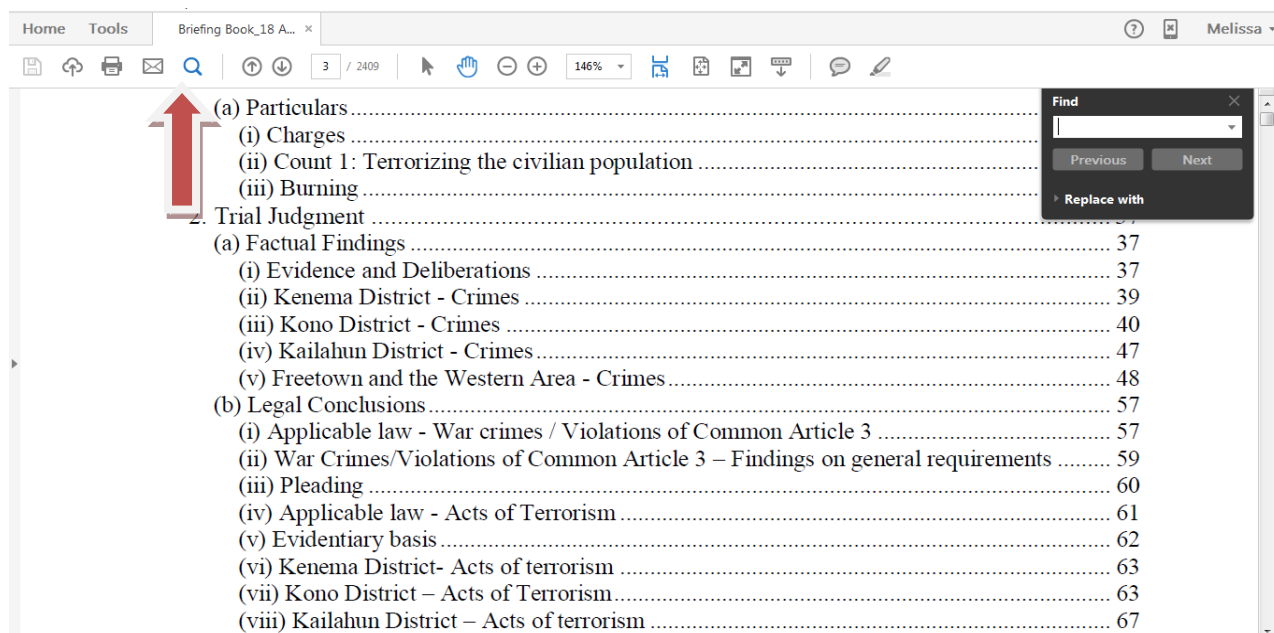 Home Tools Briefing Book_18 A... × Melissa
3 / 2409 146%
Find
Previous Next
Replace with
(a) Particulars
(i) Charges
(ii) Count 1: Terrorizing the civilian population
(iii) Burning
2. Trial Judgment
(a) Factual Findings 37
(i) Evidence and Deliberations 37
(ii) Kenema District - Crimes 39
(iii) Kono District - Crimes 40
(iv) Kailahun District - Crimes 47
(v) Freetown and the Western Area - Crimes 48
(b) Legal Conclusions 57
(i) Applicable law - War crimes / Violations of Common Article 3 57
(ii) War Crimes/Violations of Common Article 3 – Findings on general requirements 59
(iii) Pleading 60
(iv) Applicable law - Acts of Terrorism 61
(v) Evidentiary basis 62
(vi) Kenema District- Acts of terrorism 63
(vii) Kono District – Acts of Terrorism 63
(viii) Kailahun District – Acts of terrorism 67